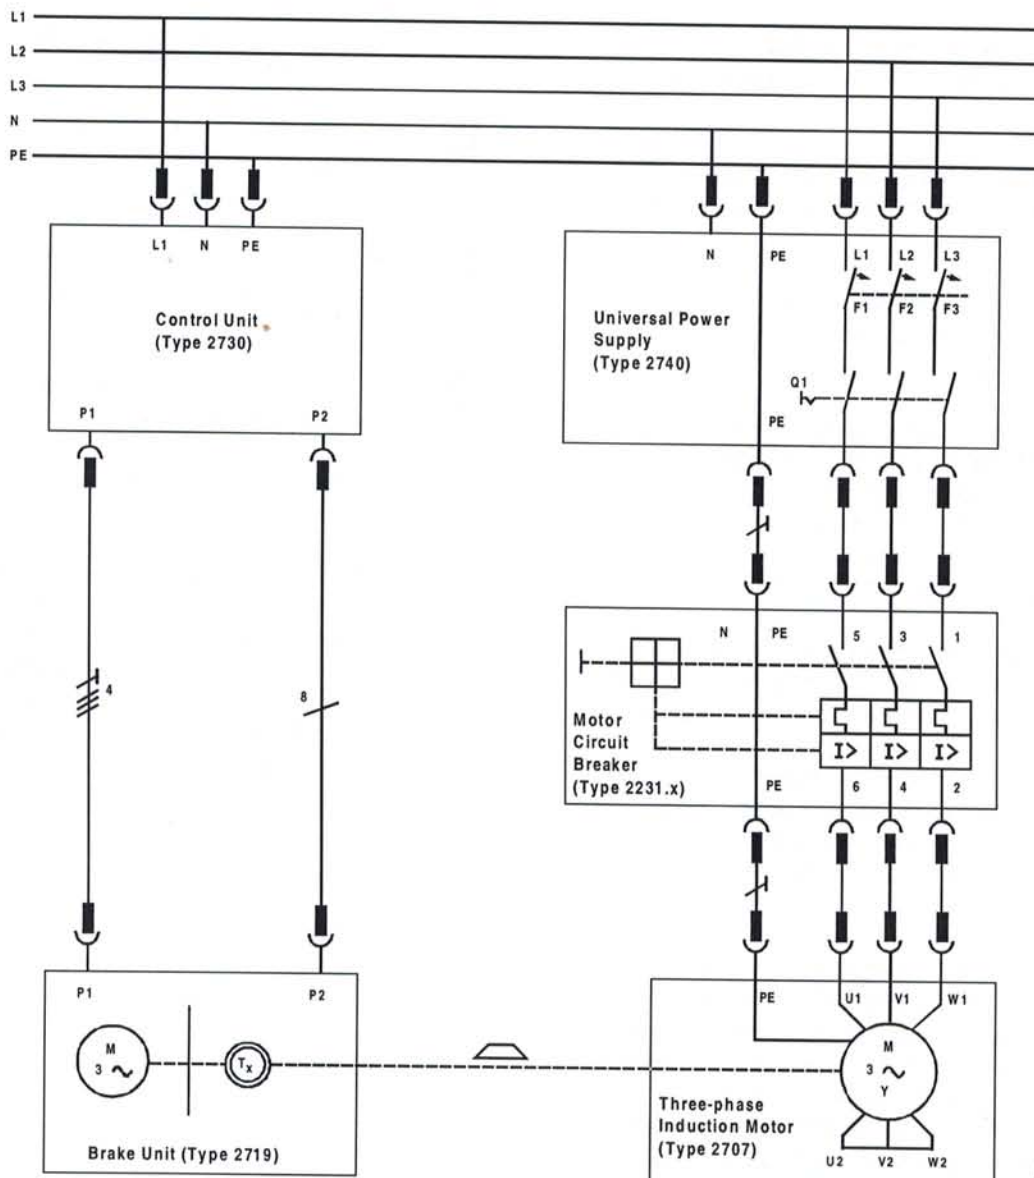 L1
L2
L3
N
PE
L1 N PE
Control Unit
(Type 2730)
P1 P2
N PE L1 L2 L3
F1 F2 F3
Universal Power
Supply
(Type 2740)
Q1
PE
4
8
N PE 5 3 1
Motor
Circuit
Breaker
(Type 2231.x)
I> I> I>
PE 6 4 2
P1 P2
M
3
Tx
Brake Unit (Type 2719)
PE U1 V1 W1
M
3
Y
Three-phase
Induction Motor
(Type 2707)
U2 V2 W2